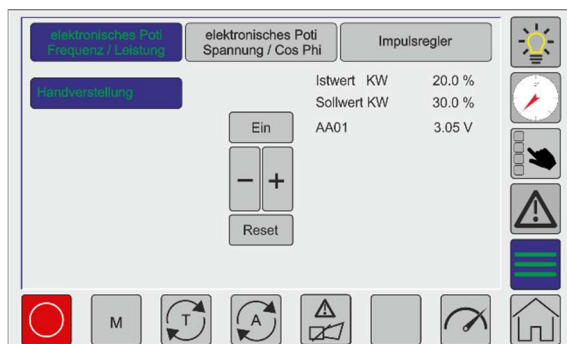 elektronisches Poti
Frequenz / Leistung
elektronisches Poti
Spannung / Cos Phi
Impulsregler
Handverstellung
Istwert KW 20.0 %
Sollwert KW 30.0 %
Ein
AA01 3.05 V
− +
Reset
M
T
A